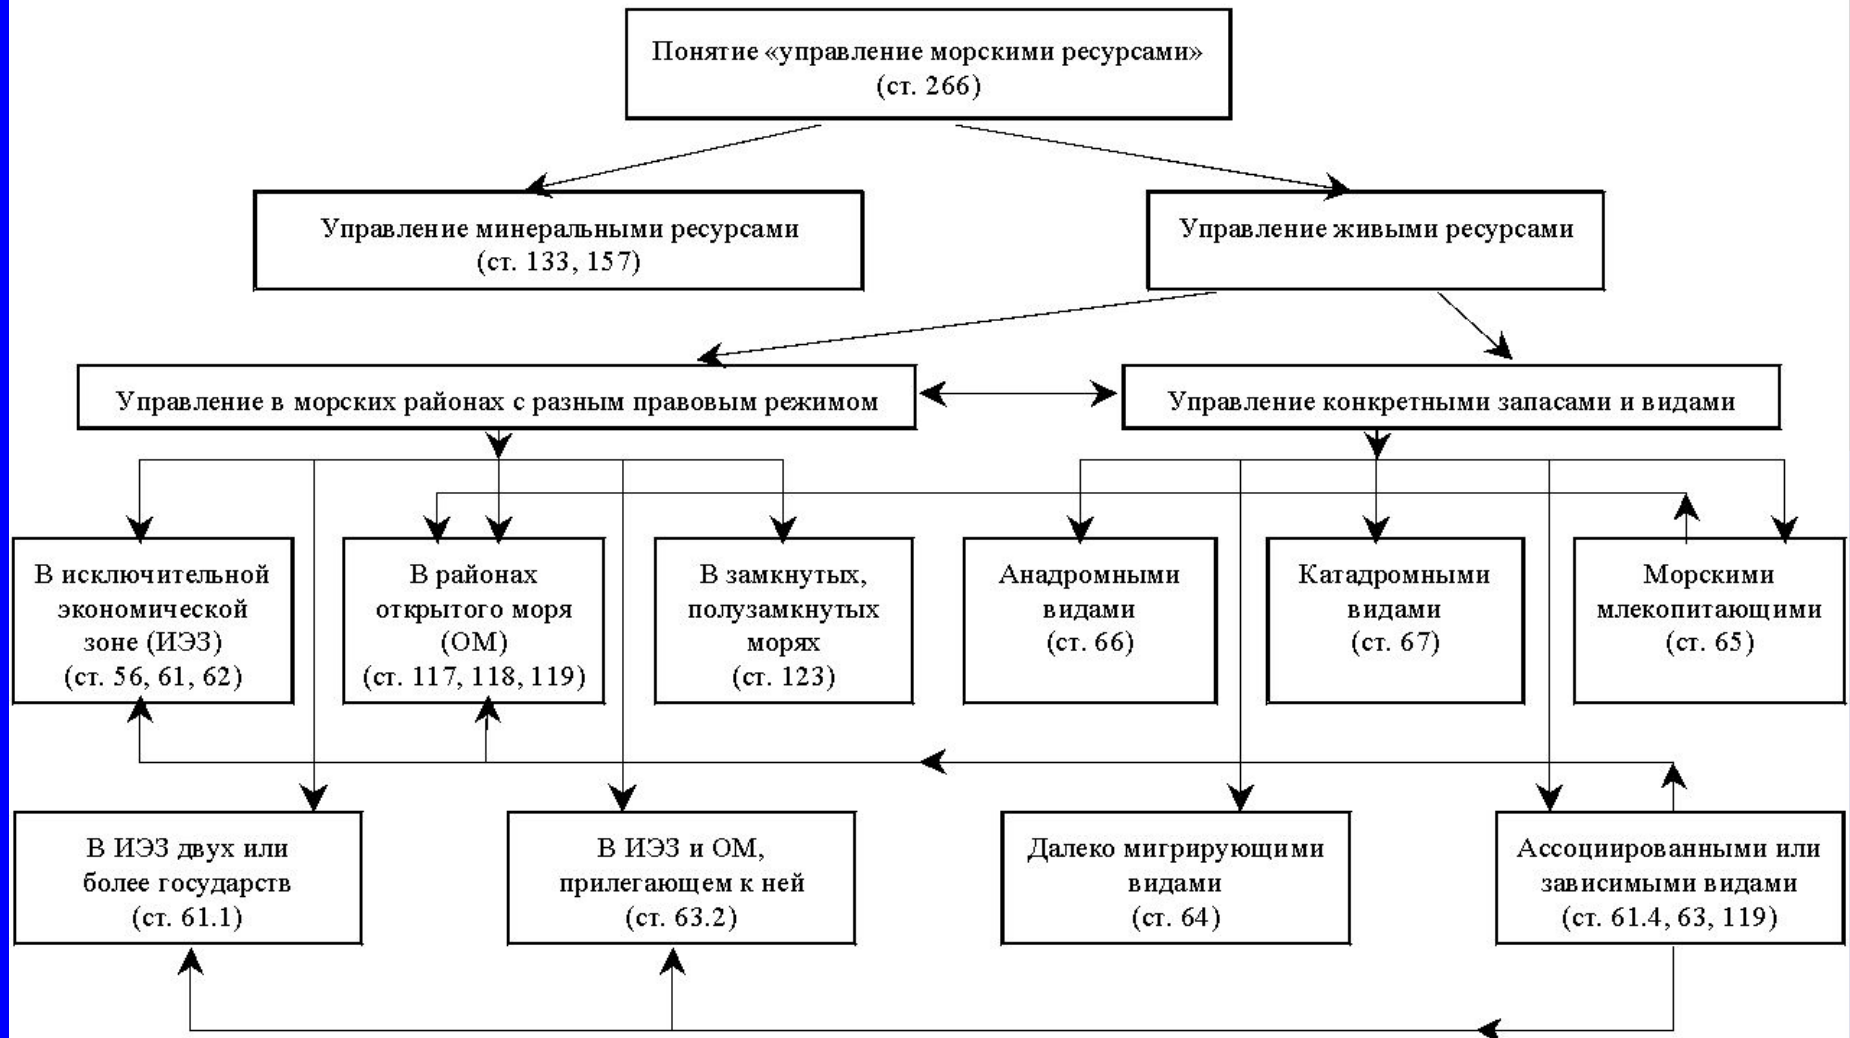 Понятие «управление морскими ресурсами»
(ст. 266)
Управление минеральными ресурсами
(ст. 133, 157)
Управление живыми ресурсами
Управление в морских районах с разным правовым режимом
Управление конкретными запасами и видами
В исключительной
экономической
зоне (ИЭЗ)
(ст. 56, 61, 62)
В районах
открытого моря
(ОМ)
(ст. 117, 118, 119)
В замкнутых,
полузамкнутых
морях
(ст. 123)
Анадромными
видами
(ст. 66)
Катадромными
видами
(ст. 67)
Морскими
млекопитающими
(ст. 65)
В ИЭЗ двух или
более государств
(ст. 61.1)
В ИЭЗ и ОМ,
прилегающем к ней
(ст. 63.2)
Далеко мигрирующими
видами
(ст. 64)
Ассоциированными или
зависимыми видами
(ст. 61.4, 63, 119)